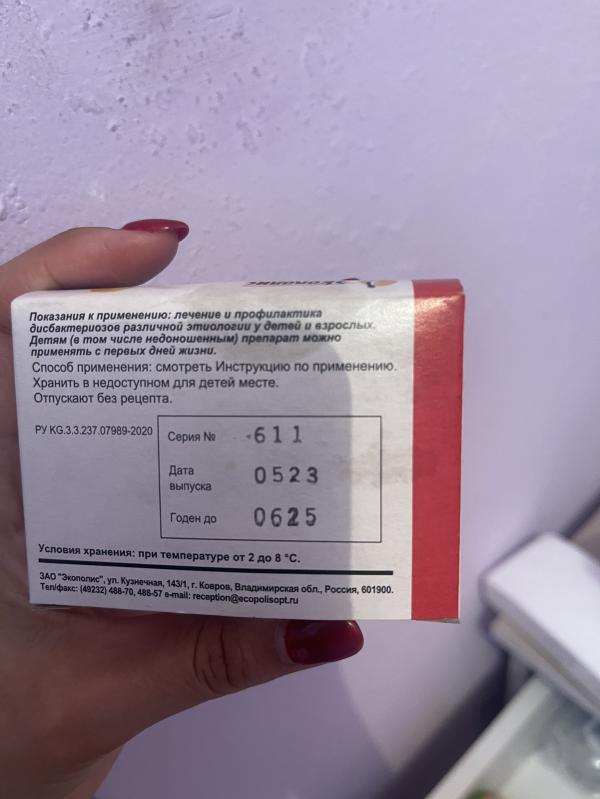 Экополис
Показания к применению: лечение и профилактика
дисбактериозов различной этиологии у детей и взрослых.
Детям (в том числе недоношенным) препарат можно
применять с первых дней жизни.
Способ применения: смотреть Инструкцию по применению.
Хранить в недоступном для детей месте.
Отпускают без рецепта.
РУ KG.3.3.237.07989-2020
Серия № 611
Дата выпуска 0523
Годен до 0625
Условия хранения: при температуре от 2 до 8 °С.
ЗАО "Экополис", ул. Кузнечная, 143/1, г. Ковров, Владимирская обл., Россия, 601900.
Тел/факс: (49232) 488-70, 488-57 e-mail: reception@ecopolisopt.ru